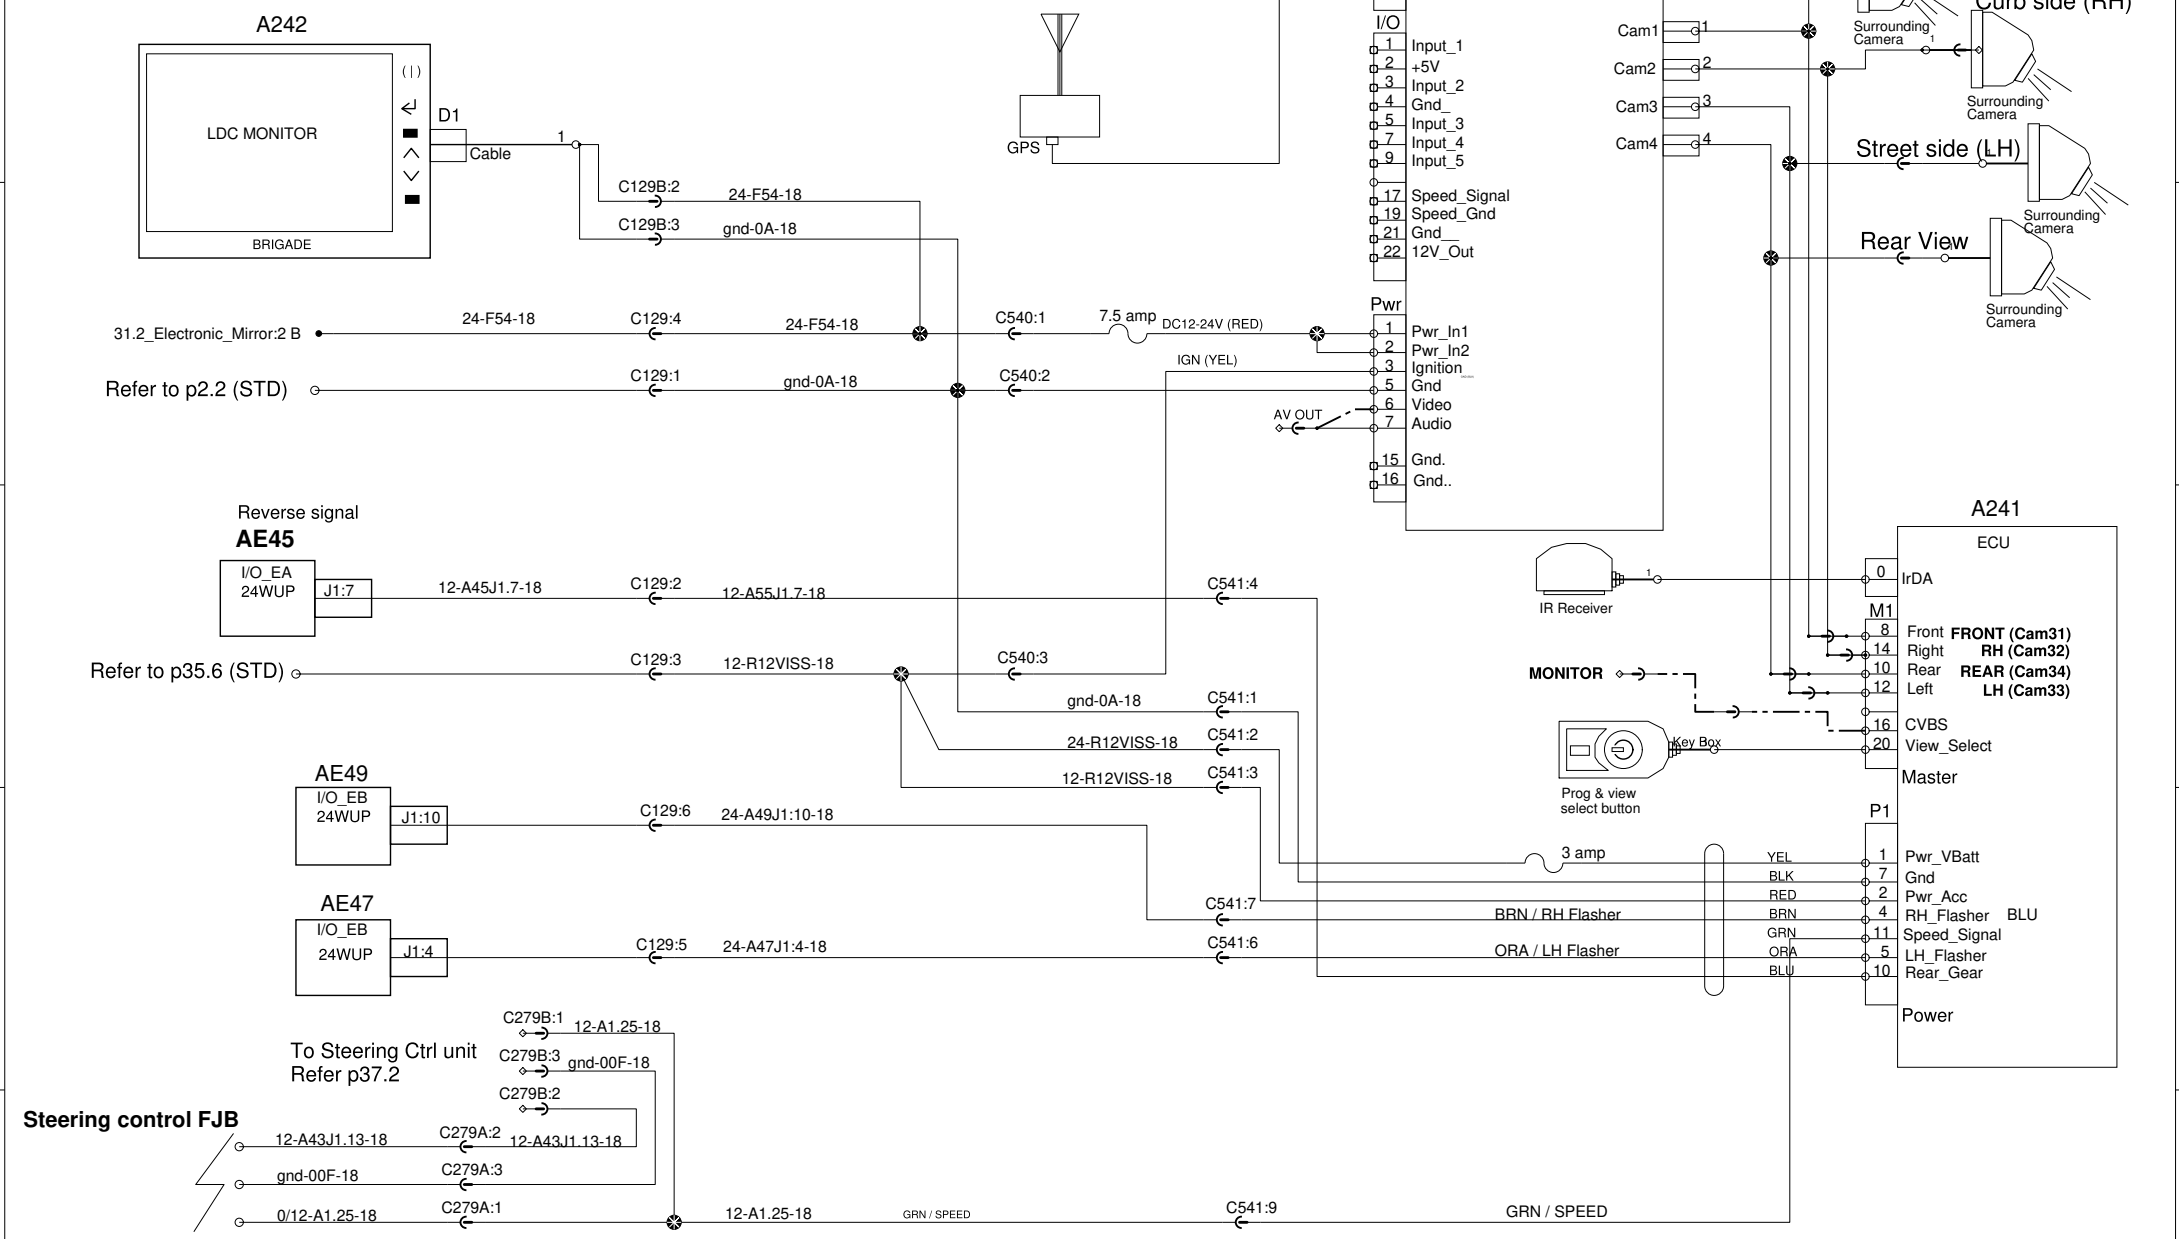 A242
LDC MONITOR
BRIGADE
D1
Cable
1
C129B:2
24-F54-18
C129B:3
gnd-0A-18
GPS
I/O
1 Input_1
2 +5V
3 Input_2
4 Gnd_
5 Input_3
7 Input_4
9 Input_5
17 Speed_Signal
19 Speed_Gnd
21 Gnd__
22 12V_Out
Cam1 1
Cam2 2
Cam3 3
Cam4 4
Curb side (RH)
Surrounding
Camera
1
Surrounding
Camera
Street side (LH)
Surrounding
Camera
Rear View
Surrounding
Camera
31.2_Electronic_Mirror:2 B
24-F54-18
C129:4
24-F54-18
C540:1
7.5 amp
DC12-24V (RED)
IGN (YEL)
Refer to p2.2 (STD)
C129:1
gnd-0A-18
C540:2
AV OUT
Pwr
1 Pwr_In1
2 Pwr_In2
3 Ignition_
5 Gnd
6 Video
7 Audio
15 Gnd.
16 Gnd..
Reverse signal
AE45
I/O_EA
24WUP
J1:7
12-A45J1.7-18
C129:2
12-A55J1.7-18
C541:4
Refer to p35.6 (STD)
C129:3
12-R12VISS-18
C540:3
gnd-0A-18
C541:1
24-R12VISS-18
C541:2
12-R12VISS-18
C541:3
AE49
I/O_EB
24WUP
J1:10
C129:6
24-A49J1:10-18
AE47
I/O_EB
24WUP
J1:4
C129:5
24-A47J1:4-18
C541:7
C541:6
BRN / RH Flasher
ORA / LH Flasher
3 amp
YEL
BLK
RED
BRN
GRN
ORA
BLU
IR Receiver
1
MONITOR
Key Box
Prog & view
select button
A241
ECU
0 IrDA
M1
8 Front FRONT (Cam31)
14 Right RH (Cam32)
10 Rear REAR (Cam34)
12 Left LH (Cam33)
16 CVBS
20 View_Select
Master
P1
1 Pwr_VBatt
7 Gnd
2 Pwr_Acc
4 RH_Flasher BLU
11 Speed_Signal
5 LH_Flasher
10 Rear_Gear
Power
C279B:1
12-A1.25-18
C279B:3
gnd-00F-18
C279B:2
To Steering Ctrl unit
Refer p37.2
Steering control FJB
12-A43J1.13-18
C279A:2
12-A43J1.13-18
gnd-00F-18
C279A:3
0/12-A1.25-18
C279A:1
12-A1.25-18
GRN / SPEED
C541:9
GRN / SPEED